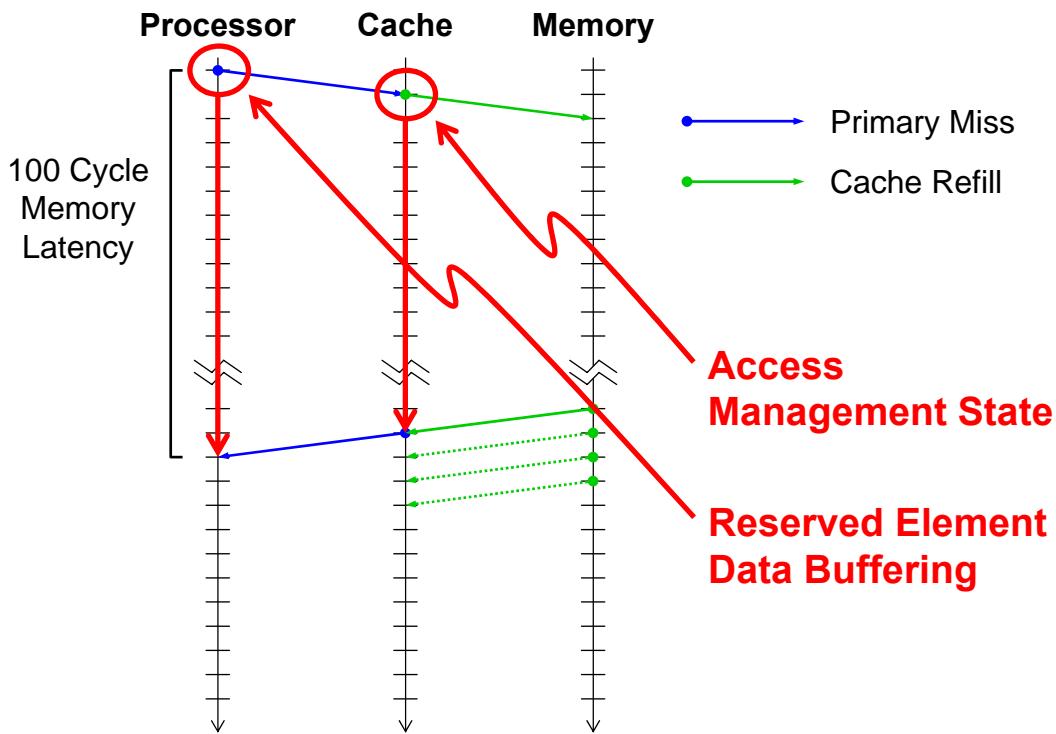 Processor Cache Memory
100 Cycle
Memory
Latency
Primary Miss
Cache Refill
Access
Management State
Reserved Element
Data Buffering